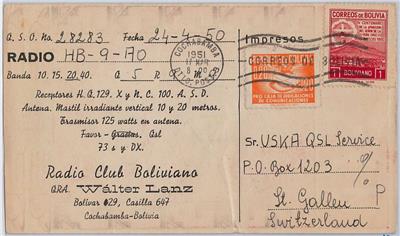 Q. S. O. No. 28283 Fecha 24-4-50
RADIO HB-9-AO
Banda 10. 15. 20. 40. Q 5 R M
Receptores H. Q. 129. X y N. C. 100. A. S. D.
Antena. Mastil irradiante vertical 10 y 20 metros.
Trasmisor 125 watts en antena.
Favor - Gracias. Qsl
73 s y DX.
Radio Club Boliviano
QRA. Wálter Lanz
Bolivar 029, Casilla 647
Cochabamba-Bolivia
COCHABAMBA
1951
Impresos
CORREOS DE BOLIVIA
CORREOS DE BOLIVIA
1 BOLIVIANO 1
PRO CAJA DE JUBILACIONES
DE COMUNICACIONES
Sr. USKA QSL Service
P.O. Box 1203
St. Gallen
Switzerland